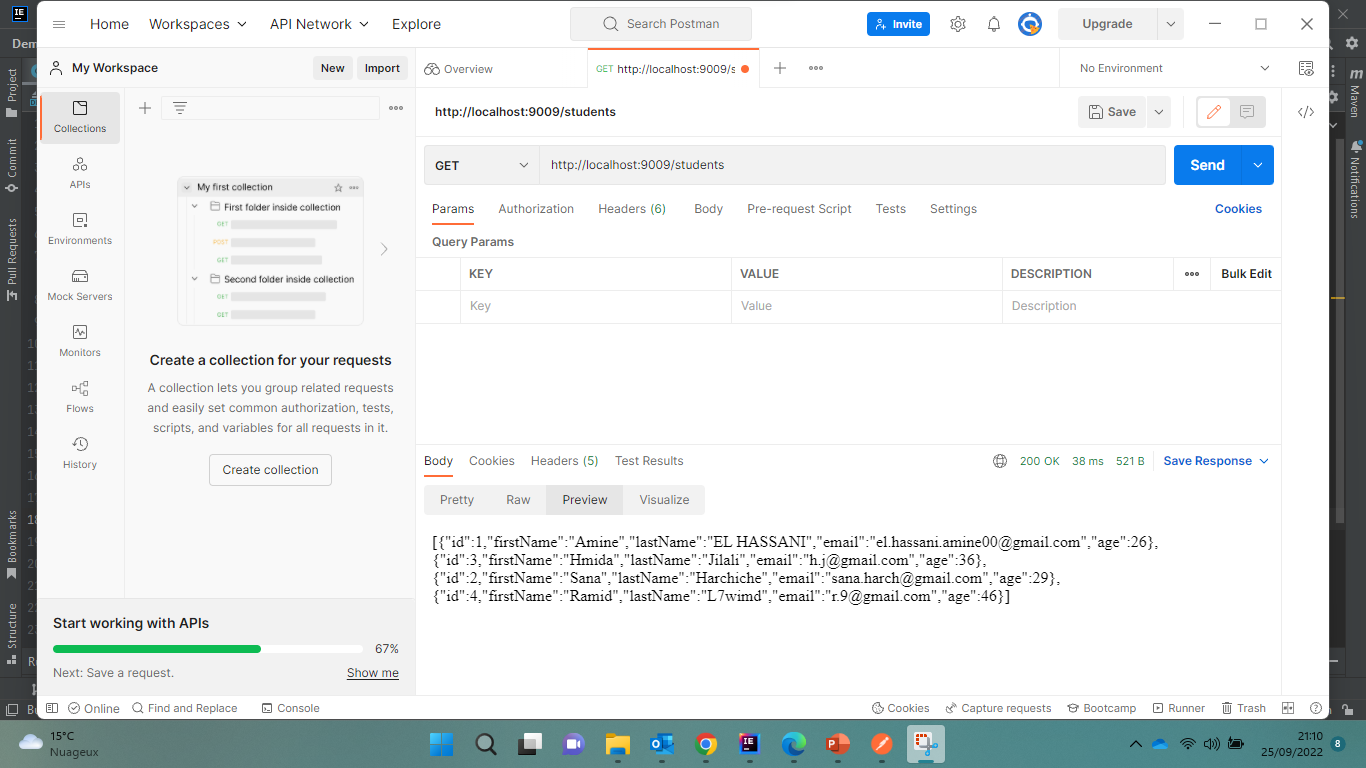 Home Workspaces API Network Explore Search Postman Invite Upgrade
My Workspace New Import Overview GET http://localhost:9009/s No Environment
http://localhost:9009/students Save
Collections
GET http://localhost:9009/students Send
APIs
Params Authorization Headers (6) Body Pre-request Script Tests Settings Cookies
Environments
Query Params
KEY VALUE DESCRIPTION Bulk Edit
Key Value Description
Mock Servers
Monitors
Flows
History
My first collection
First folder inside collection
GET
POST
GET
Second folder inside collection
GET
GET
Create a collection for your requests
A collection lets you group related requests
and easily set common authorization, tests,
scripts, and variables for all requests in it.
Create collection
Body Cookies Headers (5) Test Results 200 OK 38 ms 521 B Save Response
Pretty Raw Preview Visualize
[{"id":1,"firstName":"Amine","lastName":"EL HASSANI","email":"el.hassani.amine00@gmail.com","age":26},
{"id":3,"firstName":"Hmida","lastName":"Jilali","email":"h.j@gmail.com","age":36},
{"id":2,"firstName":"Sana","lastName":"Harchiche","email":"sana.harch@gmail.com","age":29},
{"id":4,"firstName":"Ramid","lastName":"L7wimd","email":"r.9@gmail.com","age":46}]
Start working with APIs
67%
Next: Save a request. Show me
Online Find and Replace Console Cookies Capture requests Bootcamp Runner Trash
Project
Commit
Pull Requests
Bookmarks
Structure
Maven
Notifications
15°C
Nuageux
21:10
25/09/2022
8